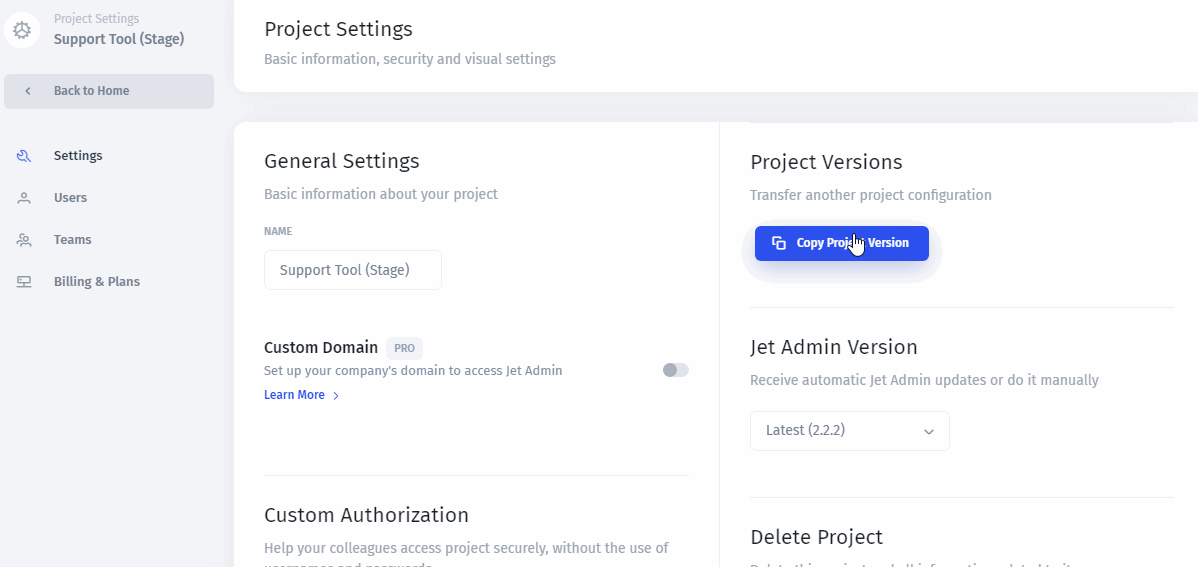 Project Settings
Support Tool (Stage)
Back to Home
Settings
Users
Teams
Billing & Plans
Project Settings
Basic information, security and visual settings
General Settings
Basic information about your project
NAME
Support Tool (Stage)
Custom Domain PRO
Set up your company's domain to access Jet Admin
Learn More
Custom Authorization
Help your colleagues access project securely, without the use of
usernames and passwords
Project Versions
Transfer another project configuration
Copy Project Version
Jet Admin Version
Receive automatic Jet Admin updates or do it manually
Latest (2.2.2)
Delete Project